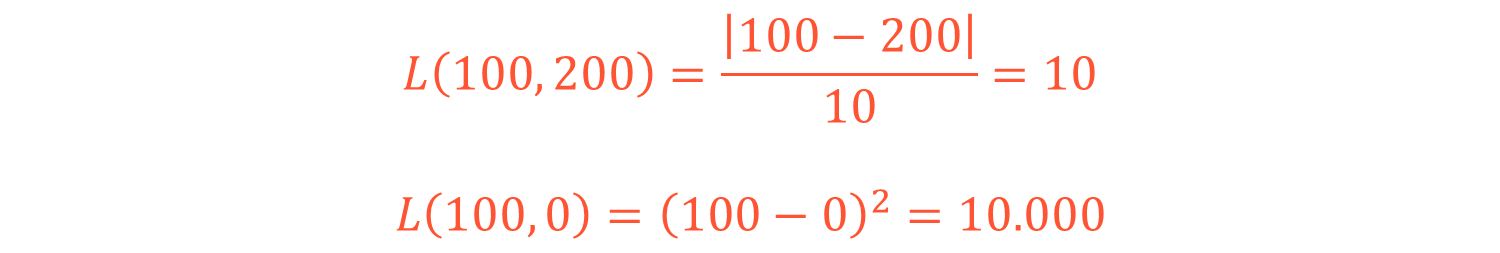 L(100, 200) = |100 − 200| / 10 = 10
L(100, 0) = (100 − 0)² = 10.000